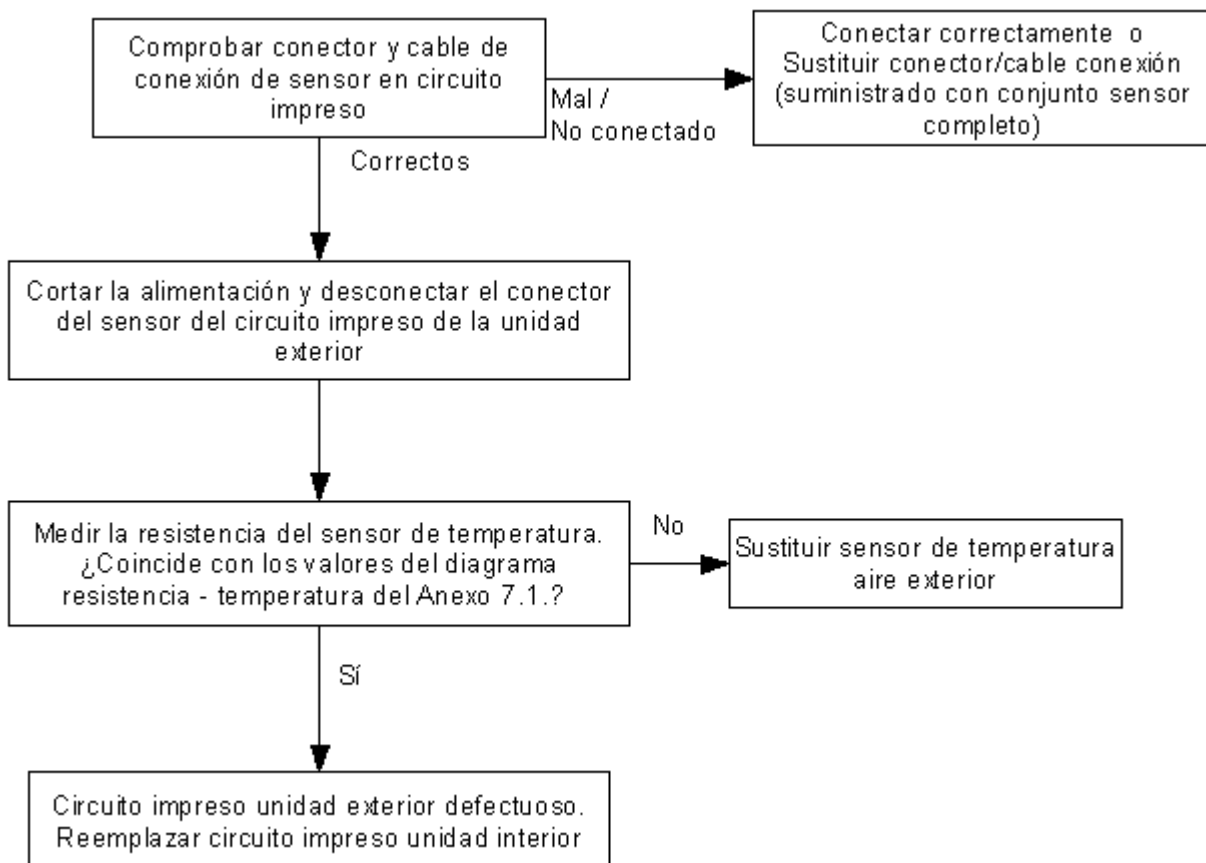 Comprobar conector y cable de
conexión de sensor en circuito
impreso
Conectar correctamente o
Sustituir conector/cable conexión
(suministrado con conjunto sensor
completo)
Mal /
No conectado
Correctos
Cortar la alimentación y desconectar el conector
del sensor del circuito impreso de la unidad
exterior
Medir la resistencia del sensor de temperatura.
¿Coincide con los valores del diagrama
resistencia - temperatura del Anexo 7.1.?
No
Sustituir sensor de temperatura
aire exterior
Sí
Circuito impreso unidad exterior defectuoso.
Reemplazar circuito impreso unidad interior